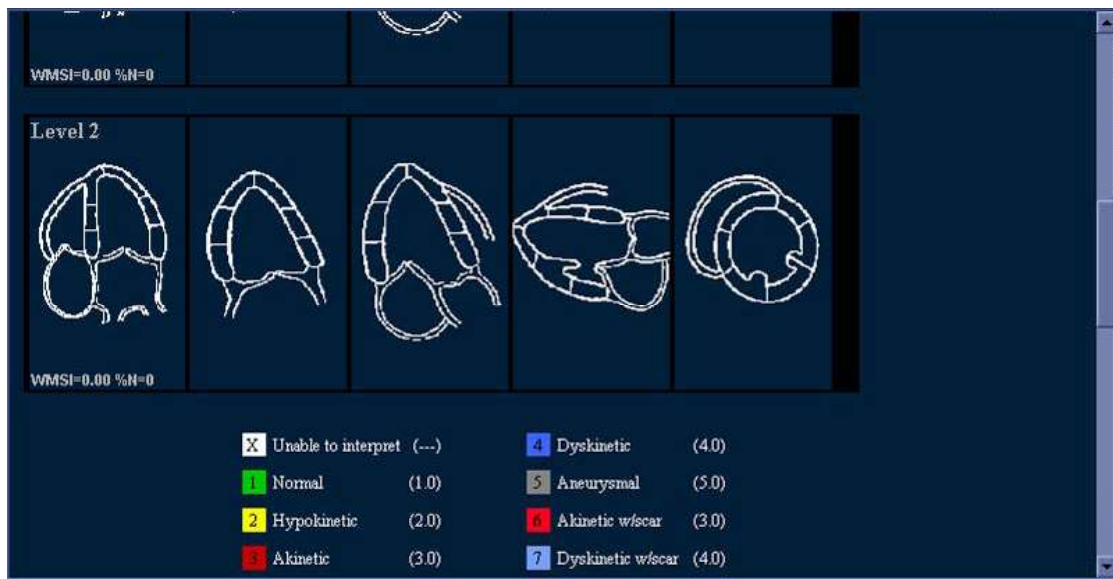 WMSI=0.00 %N=0
Level 2
WMSI=0.00 %N=0
X Unable to interpret (---) 4 Dyskinetic (4.0)
1 Normal (1.0) 5 Aneurysmal (5.0)
2 Hypokinetic (2.0) 6 Akinetic w/scar (3.0)
3 Akinetic (3.0) 7 Dyskinetic w/scar (4.0)